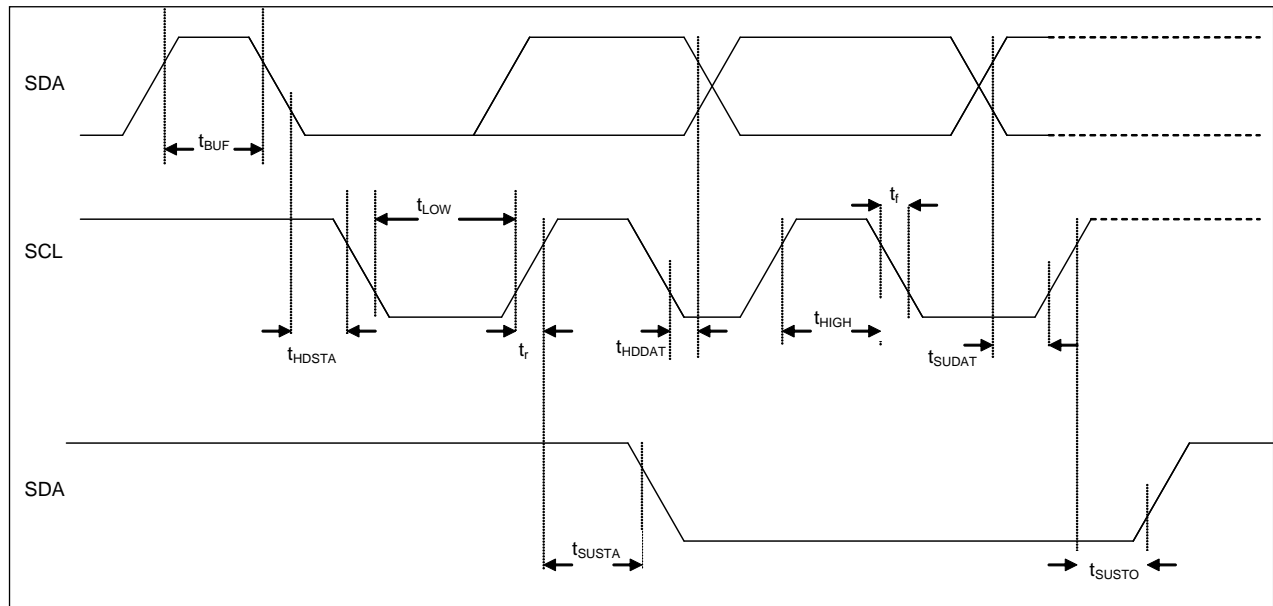 SDA
tBUF
tLOW
tf
SCL
tHDSTA
tr
tHDDAT
tHIGH
tSUDAT
SDA
tSUSTA
tSUSTO